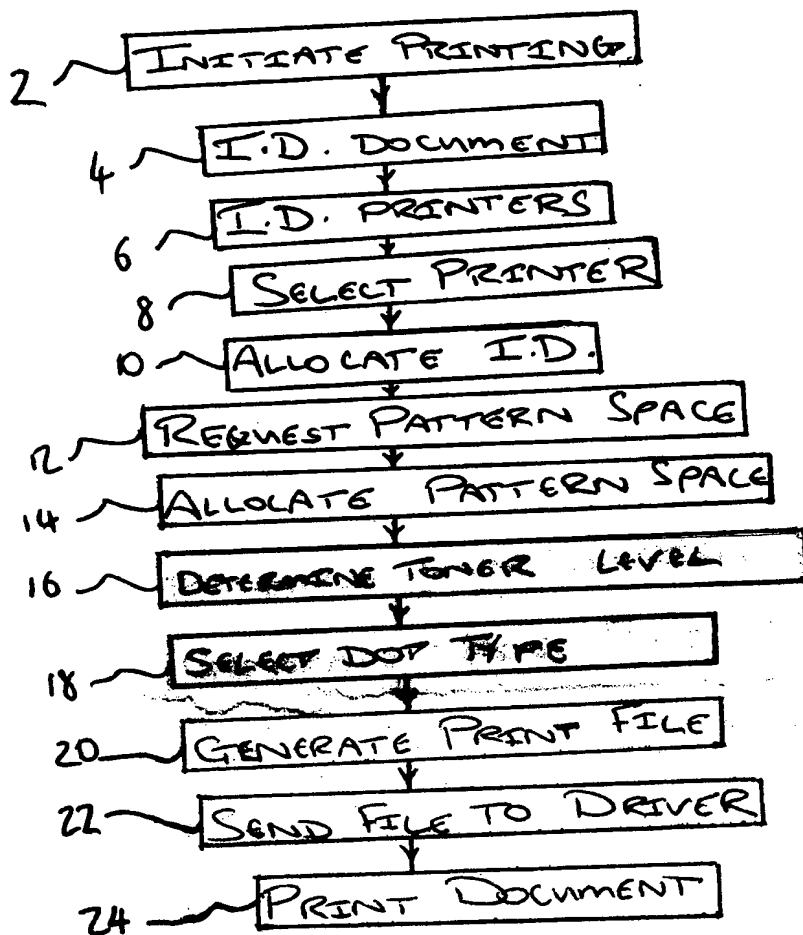 2 INITIATE PRINTING
4 I.D. DOCUMENT
6 I.D. PRINTERS
8 SELECT PRINTER
10 ALLOCATE I.D.
12 REQUEST PATTERN SPACE
14 ALLOCATE PATTERN SPACE
16 DETERMINE TONER LEVEL
18 SELECT DOT TYPE
20 GENERATE PRINT FILE
22 SEND FILE TO DRIVER
24 PRINT DOCUMENT